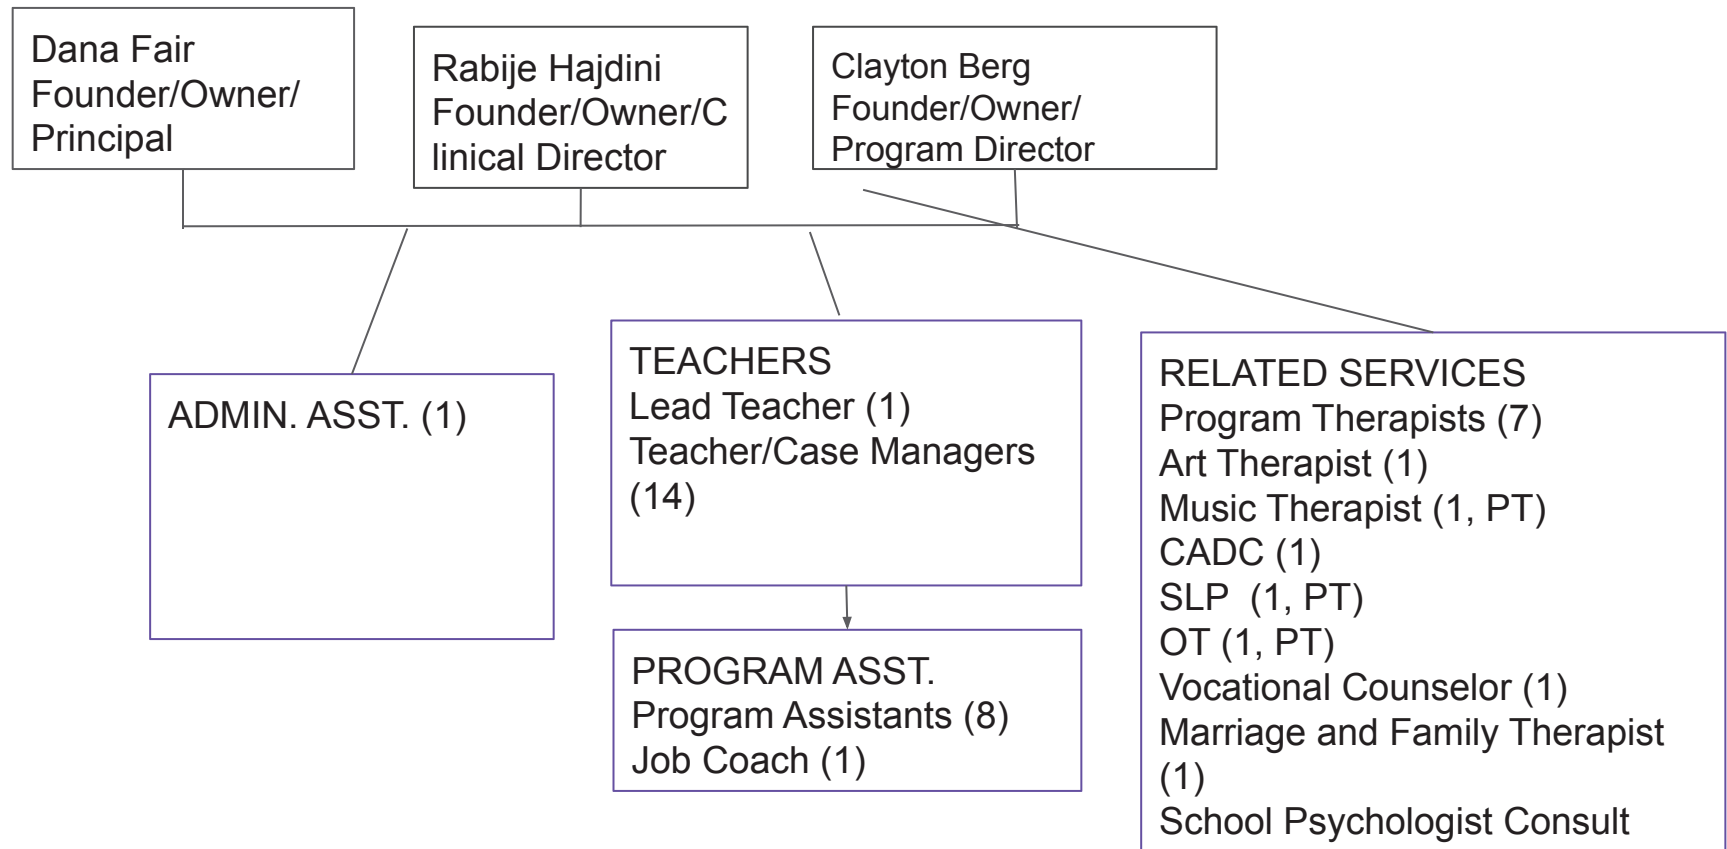 Dana Fair
Founder/Owner/
Principal
Rabije Hajdini
Founder/Owner/C
linical Director
Clayton Berg
Founder/Owner/
Program Director
ADMIN. ASST. (1)
TEACHERS
Lead Teacher (1)
Teacher/Case Managers
(14)
PROGRAM ASST.
Program Assistants (8)
Job Coach (1)
RELATED SERVICES
Program Therapists (7)
Art Therapist (1)
Music Therapist (1, PT)
CADC (1)
SLP  (1, PT)
OT (1, PT)
Vocational Counselor (1)
Marriage and Family Therapist
(1)
School Psychologist Consult